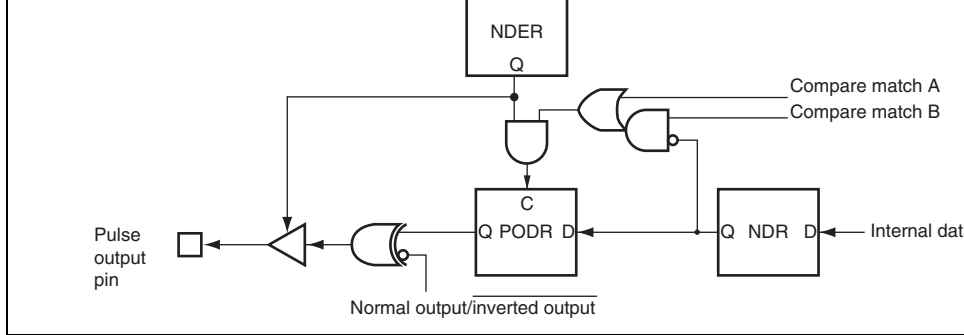 NDER
Q
Compare match A
Compare match B
C
Q PODR D
Q NDR D
Internal dat
Pulse
output
pin
Normal output/inverted output